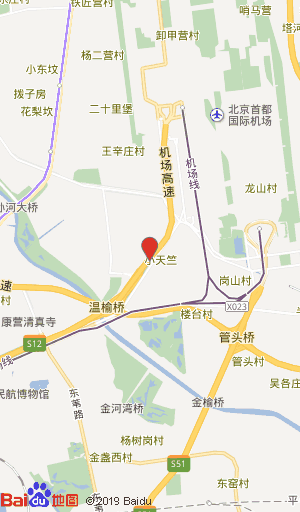 铁匠营村
哨马营
卸甲营村
塔河
杨二营村
小东坟
拨子房
花梨坎
二十里堡
北京首都
国际机场
王辛庄村
机场高速
机场线
龙山村
孙河大桥
小天竺
岗山村
温榆桥
X023
楼台村
康营清真寺
S12
管头桥
管头村
吴各庄
民航博物馆
东苇路
金河湾桥
金榆桥
杨树岗村
金盏西村
S51
东窑村
Baidu地图
© 2019 Baidu
平